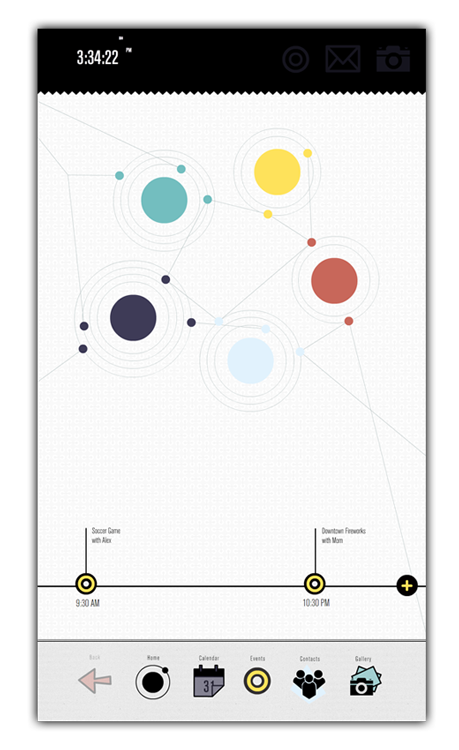 3:34:22 PM
Soccer Game
with Alex
Downtown Fireworks
with Mom
9:30 AM
10:30 PM
Back
Home
Calendar
Events
Contacts
Gallery
31